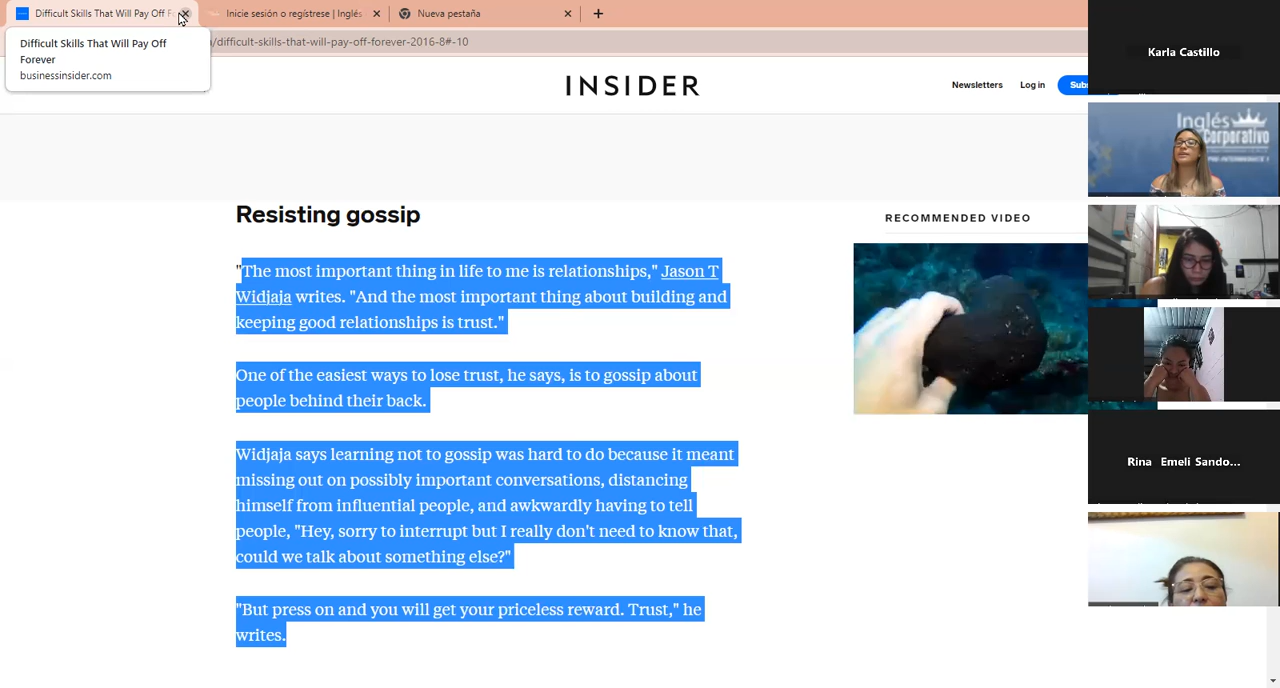 Difficult Skills That Will Pay Off F
Inicie sesión o regístrese | Inglés
Nueva pestaña
/difficult-skills-that-will-pay-off-forever-2016-8#-10
Difficult Skills That Will Pay Off
Forever
businessinsider.com
INSIDER
Newsletters
Log in
Subs
Resisting gossip
"The most important thing in life to me is relationships," Jason T
Widjaja writes. "And the most important thing about building and
keeping good relationships is trust."
One of the easiest ways to lose trust, he says, is to gossip about
people behind their back.
Widjaja says learning not to gossip was hard to do because it meant
missing out on possibly important conversations, distancing
himself from influential people, and awkwardly having to tell
people, "Hey, sorry to interrupt but I really don't need to know that,
could we talk about something else?"
"But press on and you will get your priceless reward. Trust," he
writes.
RECOMMENDED VIDEO
Karla Castillo
Inglés
Corporativo
Rina Emeli Sando...